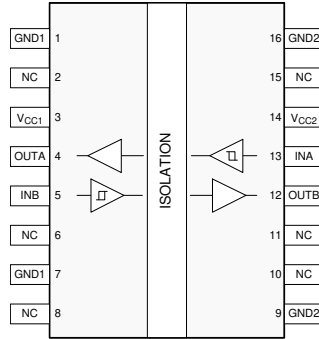 GND1 1 16 GND2
NC 2 15 NC
VCC1 3 14 VCC2
OUTA 4 13 INA
INB 5 12 OUTB
NC 6 11 NC
GND1 7 10 NC
NC 8 9 GND2
ISOLATION